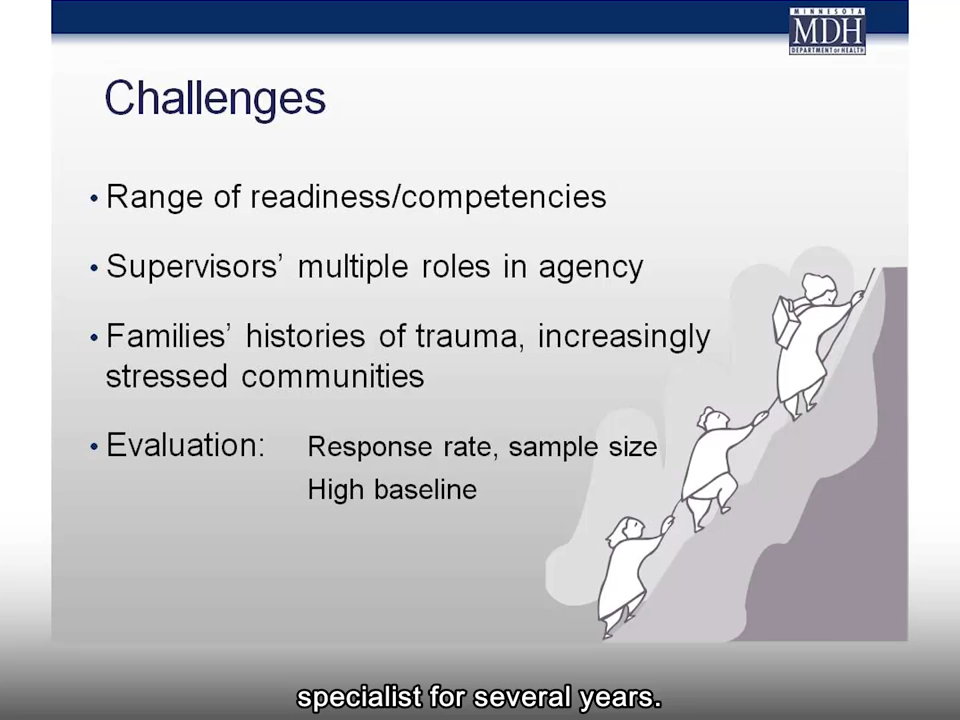 MINNESOTA
MDH
DEPARTMENT OF HEALTH
Challenges
• Range of readiness/competencies
• Supervisors’ multiple roles in agency
• Families’ histories of trauma, increasingly
stressed communities
• Evaluation: Response rate, sample size
High baseline
specialist for several years.